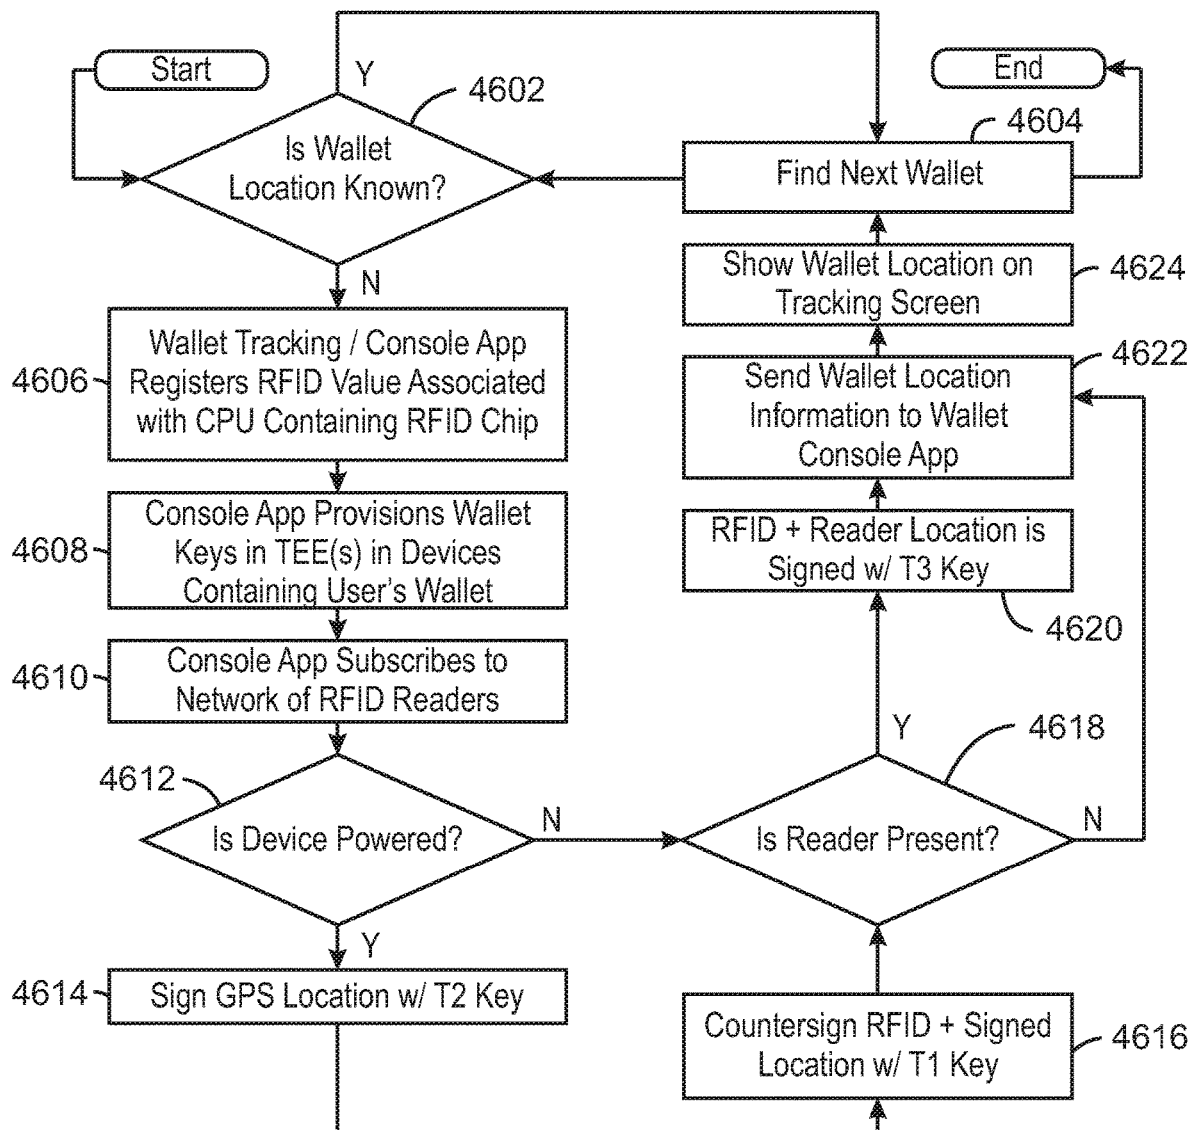 Start
Y
4602
End
4604
Is Wallet
Location Known?
Find Next Wallet
N
Show Wallet Location on
Tracking Screen
4624
Wallet Tracking / Console App
Registers RFID Value Associated
with CPU Containing RFID Chip
4606
Send Wallet Location
Information to Wallet
Console App
4622
Console App Provisions Wallet
Keys in TEE(s) in Devices
Containing User's Wallet
4608
RFID + Reader Location is
Signed w/ T3 Key
4620
Console App Subscribes to
Network of RFID Readers
4610
4612
Is Device Powered?
N
Y
4618
Is Reader Present?
N
Y
4614
Sign GPS Location w/ T2 Key
Countersign RFID + Signed
Location w/ T1 Key
4616